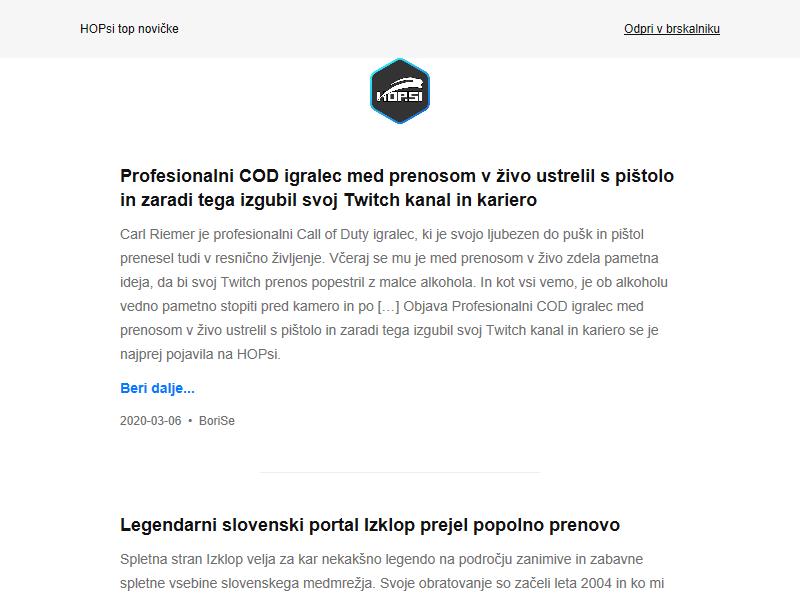 HOPsi top novičke
Odpri v brskalniku
HOP.SI
Profesionalni COD igralec med prenosom v živo ustrelil s pištolo
in zaradi tega izgubil svoj Twitch kanal in kariero
Carl Riemer je profesionalni Call of Duty igralec, ki je svojo ljubezen do pušk in pištol
prenesel tudi v resnično življenje. Včeraj se mu je med prenosom v živo zdela pametna
ideja, da bi svoj Twitch prenos popestril z malce alkohola. In kot vsi vemo, je ob alkoholu
vedno pametno stopiti pred kamero in po […] Objava Profesionalni COD igralec med
prenosom v živo ustrelil s pištolo in zaradi tega izgubil svoj Twitch kanal in kariero se je
najprej pojavila na HOPsi.
Beri dalje...
2020-03-06 • BoriSe
Legendarni slovenski portal Izklop prejel popolno prenovo
Spletna stran Izklop velja za kar nekakšno legendo na področju zanimive in zabavne
spletne vsebine slovenskega medmrežja. Svoje obratovanje so začeli leta 2004 in ko mi